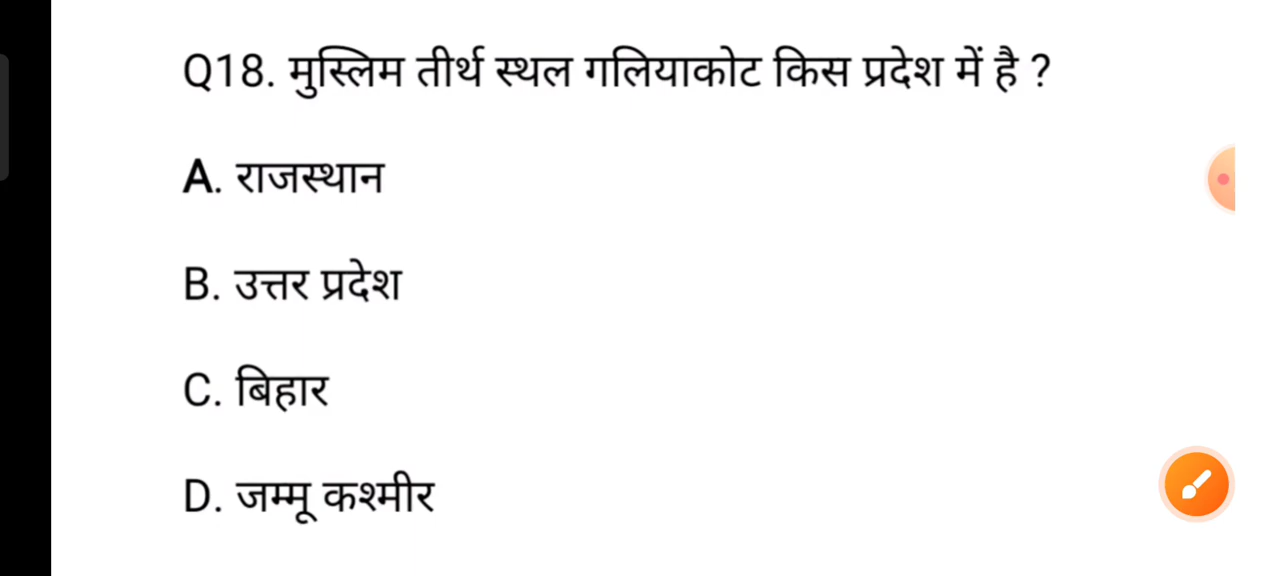 Q18. मुस्लिम तीर्थ स्थल गलियाकोट किस प्रदेश में है ?
A. राजस्थान
B. उत्तर प्रदेश
C. बिहार
D. जम्मू कश्मीर